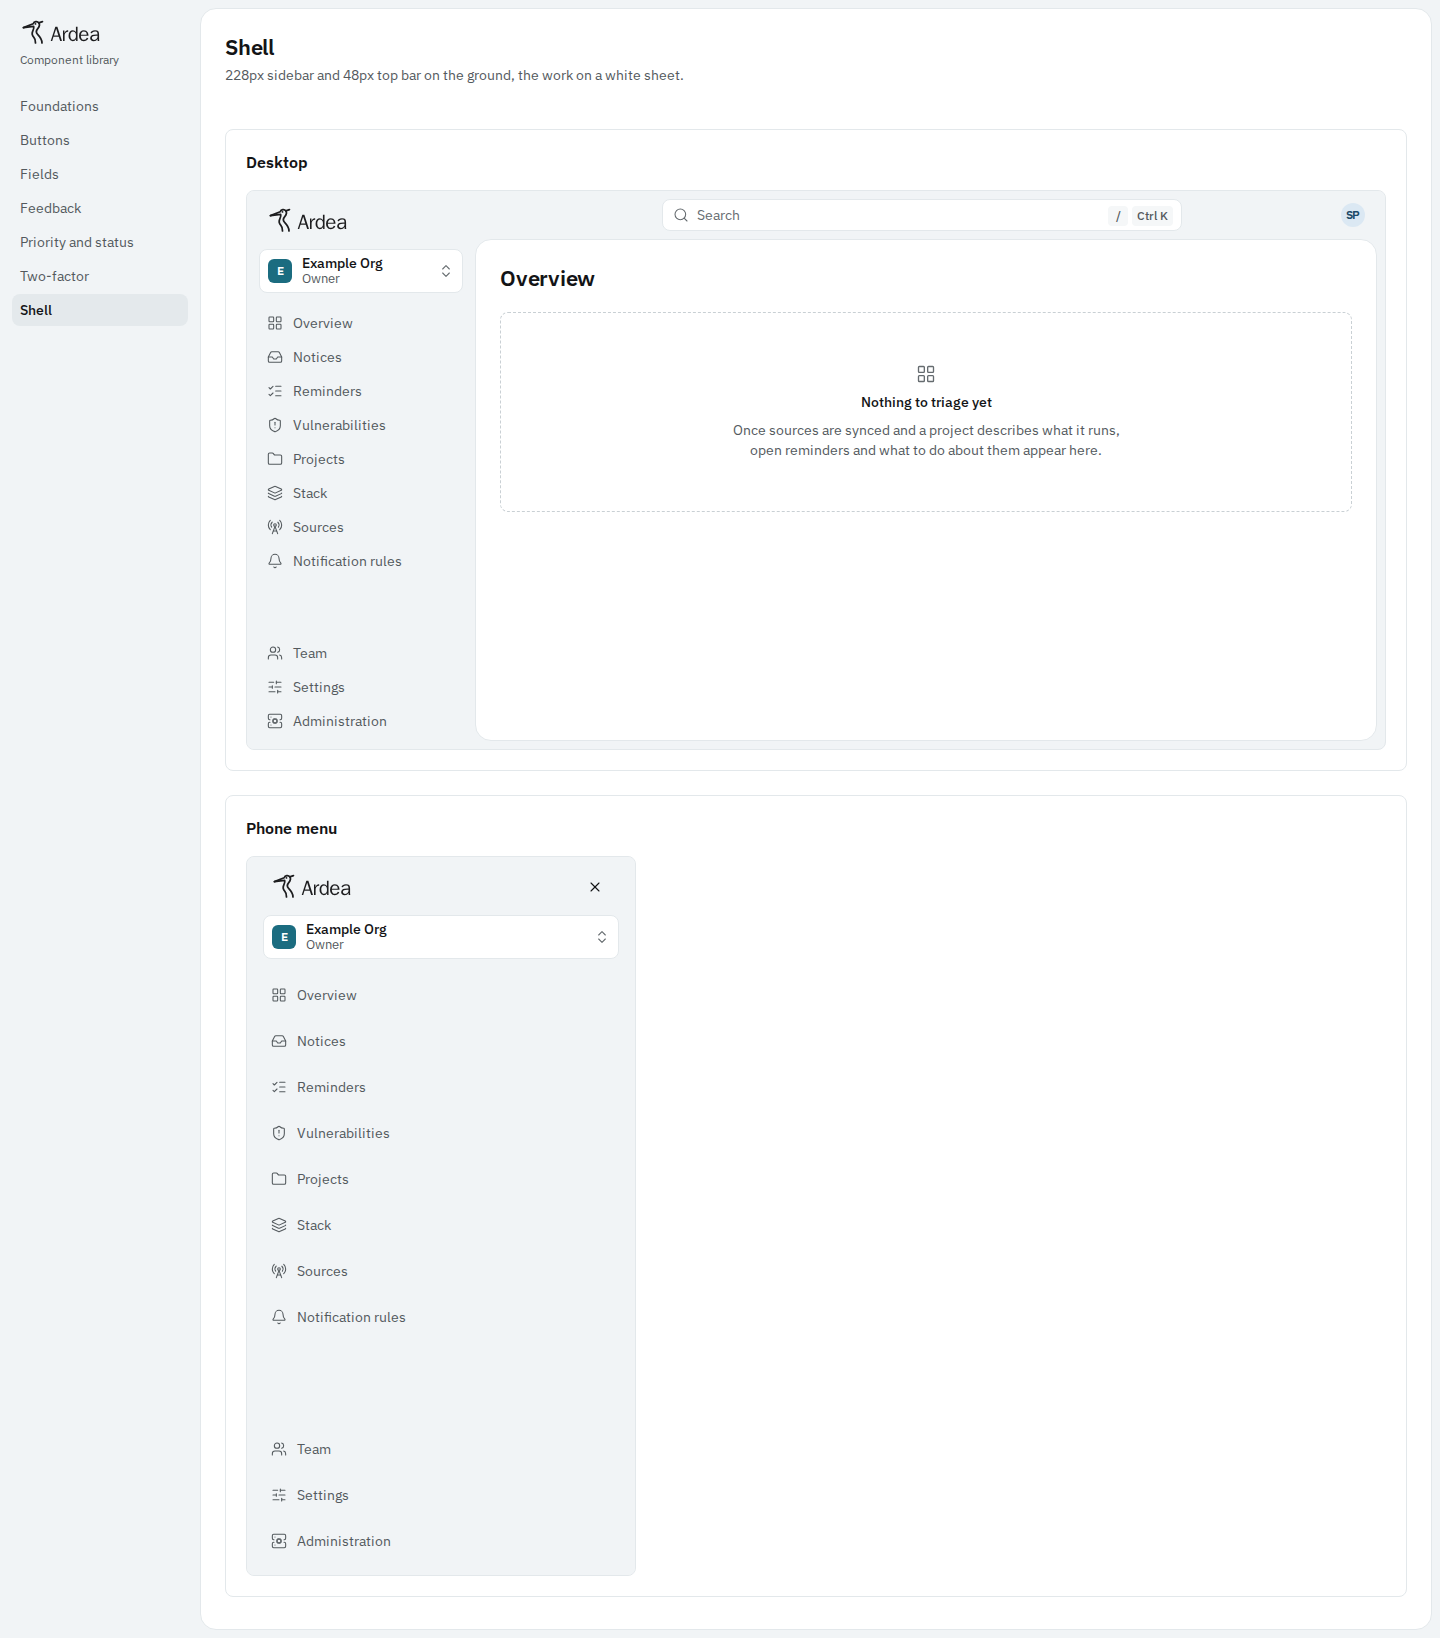 Ardea
Component library
Foundations
Buttons
Fields
Feedback
Priority and status
Two-factor
Shell
Shell
228px sidebar and 48px top bar on the ground, the work on a white sheet.
Desktop
Ardea
Search
/ Ctrl K
SP
E
Example Org
Owner
Overview
Notices
Reminders
Vulnerabilities
Projects
Stack
Sources
Notification rules
Team
Settings
Administration
Overview
Nothing to triage yet
Once sources are synced and a project describes what it runs,
open reminders and what to do about them appear here.
Phone menu
Ardea
E
Example Org
Owner
Overview
Notices
Reminders
Vulnerabilities
Projects
Stack
Sources
Notification rules
Team
Settings
Administration